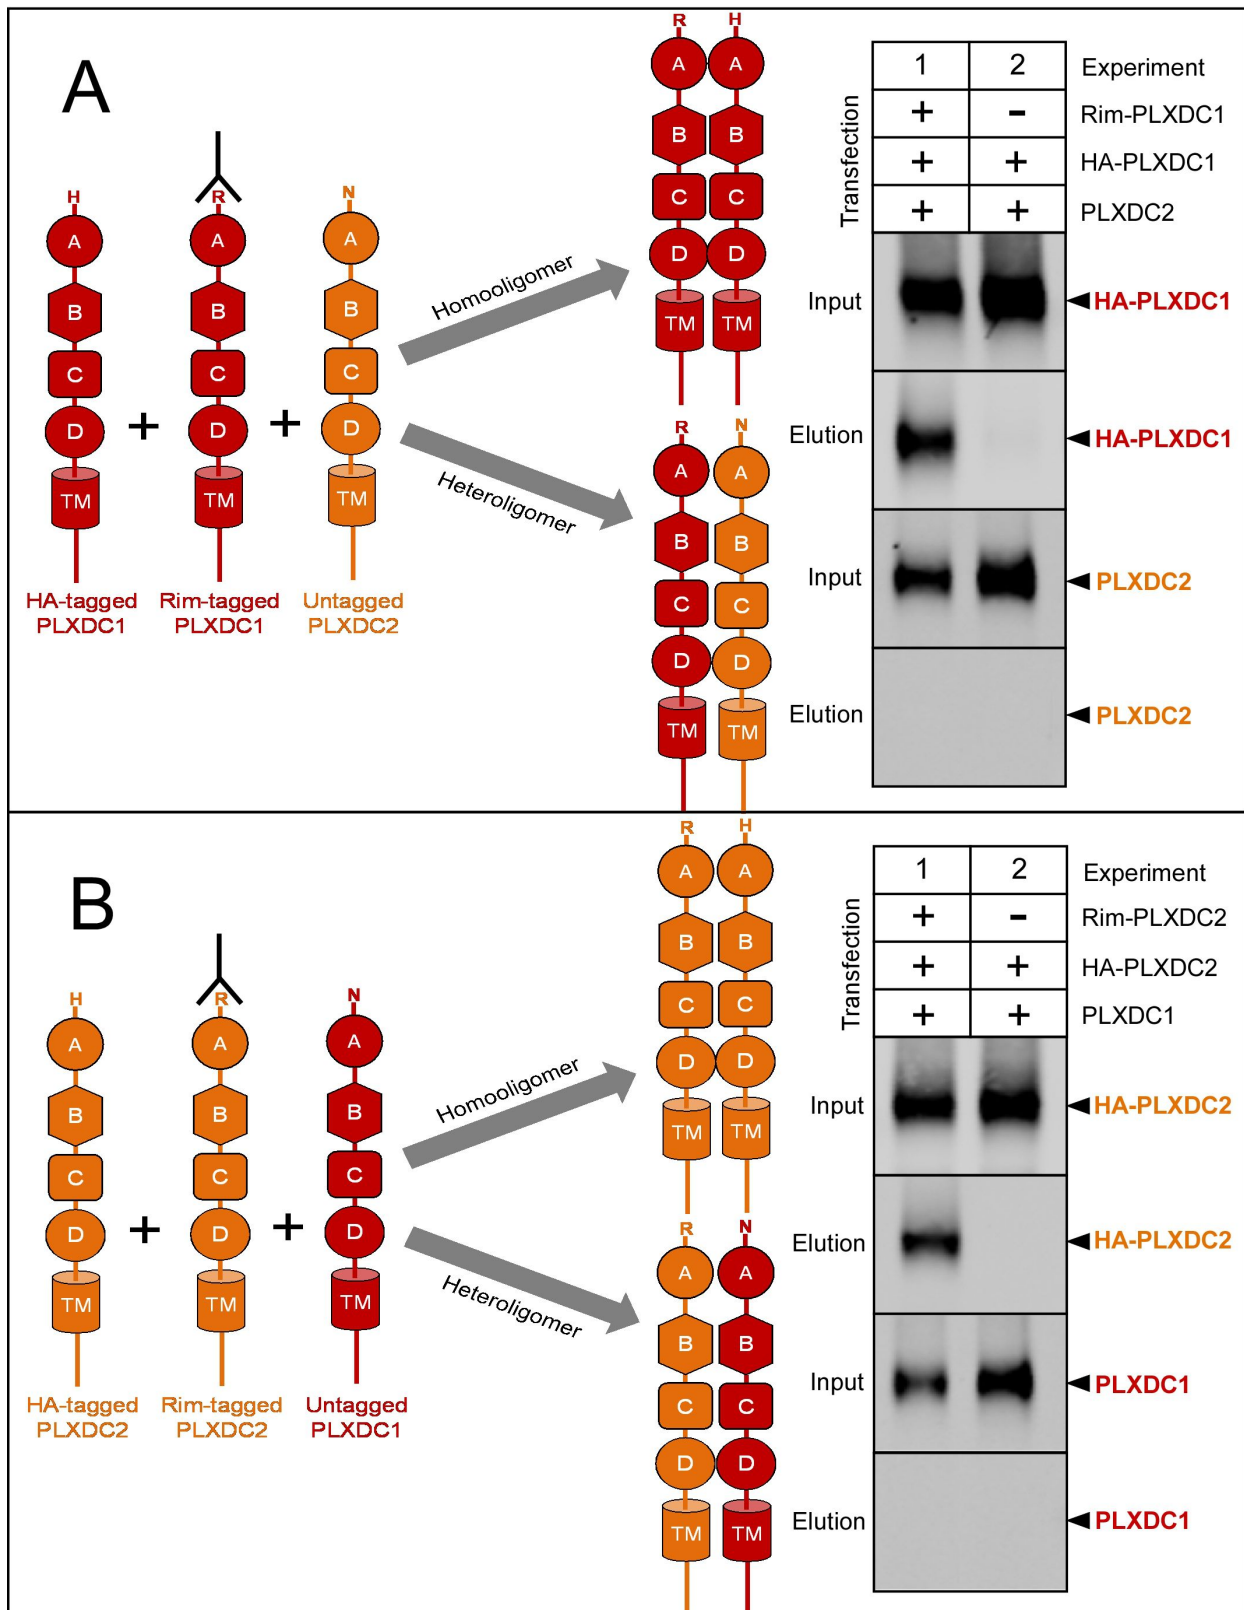 A
H
R
N
A
A
A
B
B
B
C
C
C
D
D
D
+
+
TM
TM
TM
HA-tagged
PLXDC1
Rim-tagged
PLXDC1
Untagged
PLXDC2
Homooligomer
Heteroligomer
R H
A A
B B
C C
D D
TM TM
R N
A A
B B
C C
D D
TM TM
Transfection
1 2 Experiment
+ - Rim-PLXDC1
+ + HA-PLXDC1
+ + PLXDC2
Input HA-PLXDC1
Elution HA-PLXDC1
Input PLXDC2
Elution PLXDC2
B
H
R
N
A
A
A
B
B
B
C
C
C
D
D
D
+
+
TM
TM
TM
HA-tagged
PLXDC2
Rim-tagged
PLXDC2
Untagged
PLXDC1
Homooligomer
Heteroligomer
R H
A A
B B
C C
D D
TM TM
R N
A A
B B
C C
D D
TM TM
Transfection
1 2 Experiment
+ - Rim-PLXDC2
+ + HA-PLXDC2
+ + PLXDC1
Input HA-PLXDC2
Elution HA-PLXDC2
Input PLXDC1
Elution PLXDC1